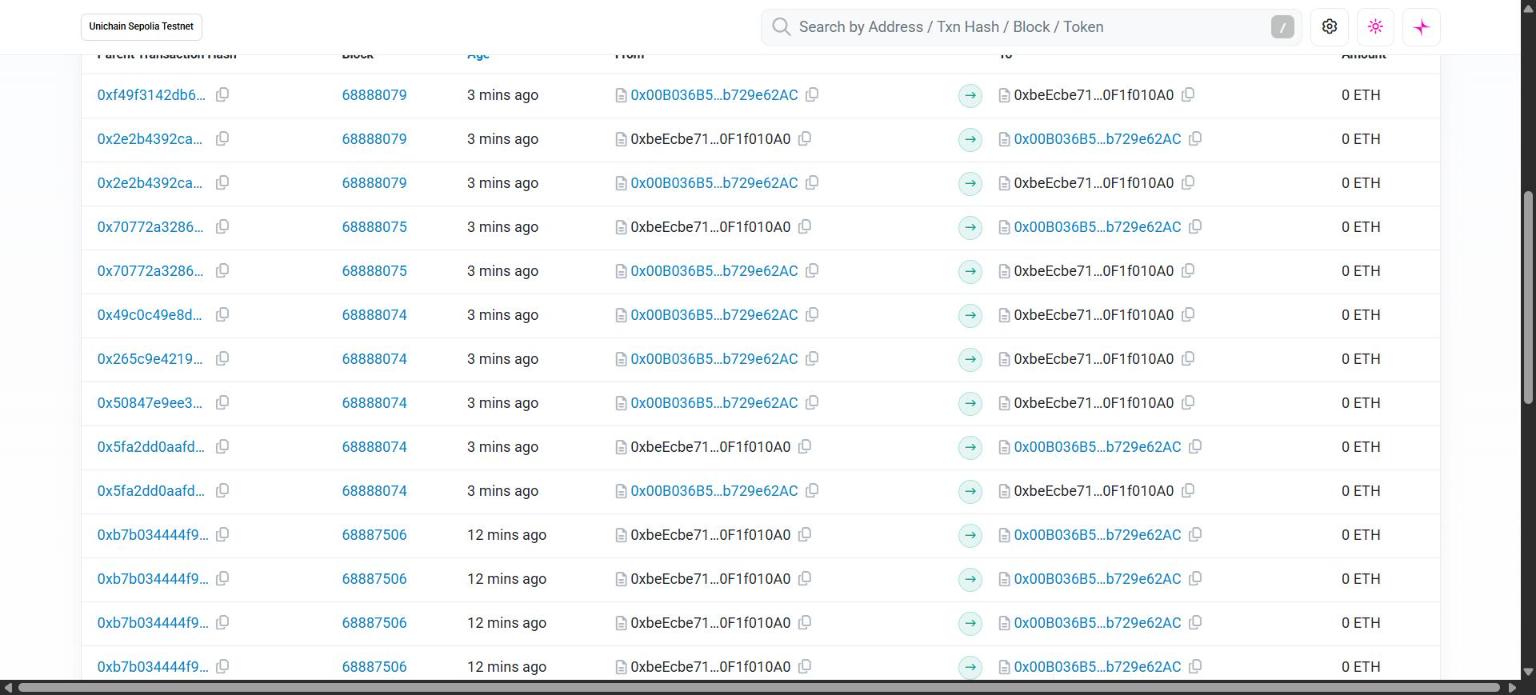 Unichain Sepolia Testnet Search by Address / Txn Hash / Block / Token /
Parent Transaction Hash Block Age From To Amount
0xf49f3142db6... 68888079 3 mins ago 0x00B036B5...b729e62AC 0xbeEcbe71...0F1f010A0 0 ETH
0x2e2b4392ca... 68888079 3 mins ago 0xbeEcbe71...0F1f010A0 0x00B036B5...b729e62AC 0 ETH
0x2e2b4392ca... 68888079 3 mins ago 0x00B036B5...b729e62AC 0xbeEcbe71...0F1f010A0 0 ETH
0x70772a3286... 68888075 3 mins ago 0xbeEcbe71...0F1f010A0 0x00B036B5...b729e62AC 0 ETH
0x70772a3286... 68888075 3 mins ago 0x00B036B5...b729e62AC 0xbeEcbe71...0F1f010A0 0 ETH
0x49c0c49e8d... 68888074 3 mins ago 0x00B036B5...b729e62AC 0xbeEcbe71...0F1f010A0 0 ETH
0x265c9e4219... 68888074 3 mins ago 0x00B036B5...b729e62AC 0xbeEcbe71...0F1f010A0 0 ETH
0x50847e9ee3... 68888074 3 mins ago 0x00B036B5...b729e62AC 0xbeEcbe71...0F1f010A0 0 ETH
0x5fa2dd0aafd... 68888074 3 mins ago 0xbeEcbe71...0F1f010A0 0x00B036B5...b729e62AC 0 ETH
0x5fa2dd0aafd... 68888074 3 mins ago 0x00B036B5...b729e62AC 0xbeEcbe71...0F1f010A0 0 ETH
0xb7b034444f9... 68887506 12 mins ago 0xbeEcbe71...0F1f010A0 0x00B036B5...b729e62AC 0 ETH
0xb7b034444f9... 68887506 12 mins ago 0xbeEcbe71...0F1f010A0 0x00B036B5...b729e62AC 0 ETH
0xb7b034444f9... 68887506 12 mins ago 0xbeEcbe71...0F1f010A0 0x00B036B5...b729e62AC 0 ETH
0xb7b034444f9... 68887506 12 mins ago 0xbeEcbe71...0F1f010A0 0x00B036B5...b729e62AC 0 ETH